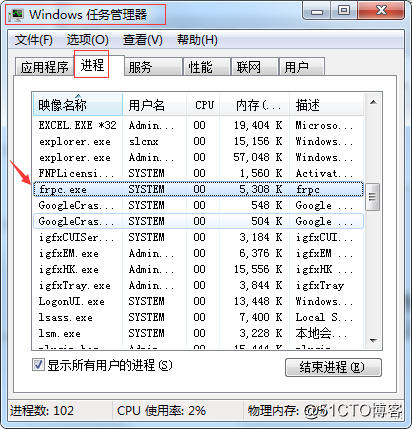 Windows 任务管理器
文件(F) 选项(O) 查看(V) 帮助(H)
应用程序 进程 服务 性能 联网 用户
映像名称 用户名 CPU 内存(... 描述
EXCEL.EXE *32 Admin... 00 19,404 K Microso...
explorer.exe slcnx 00 15,156 K Windows...
explorer.exe Admin... 00 57,048 K Windows...
FNPLicensi... SYSTEM 00 1,560 K Activat...
frpc.exe SYSTEM 00 5,308 K frpc
GoogleCras... SYSTEM 00 548 K Google ...
GoogleCras... SYSTEM 00 504 K Google ...
igfxCUISer... SYSTEM 00 3,184 K igfxCUI...
igfxEM.exe Admin... 00 6,376 K igfxEM ...
igfxHK.exe Admin... 00 15,556 K igfxHK ...
igfxTray.exe Admin... 00 3,844 K igfxTray
LogonUI.exe SYSTEM 00 13,448 K Windows...
lsass.exe SYSTEM 00 7,400 K Local S...
lsm.exe SYSTEM 00 3,228 K 本地会...
显示所有用户的进程(S) 结束进程(E)
进程数: 102 CPU 使用率: 2% 物理内存:
@51CTO博客